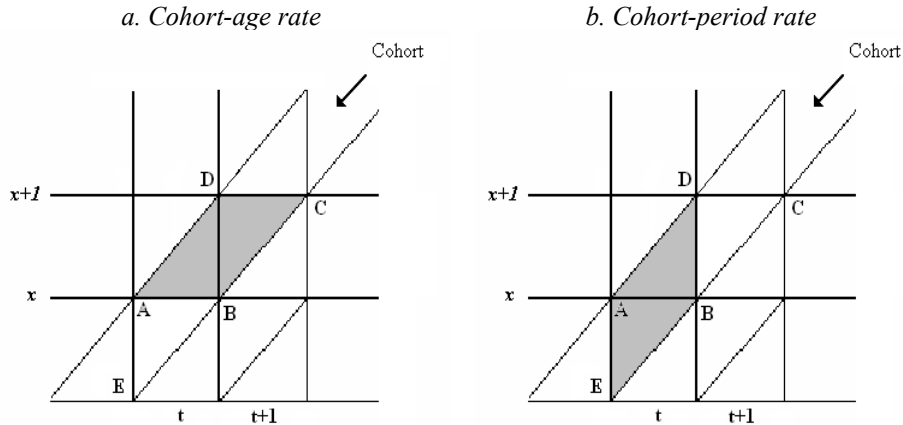 a. Cohort-age rate
Cohort
D
x+1
C
x
A
B
E
t
t+1
b. Cohort-period rate
Cohort
D
x+1
C
x
A
B
E
t
t+1